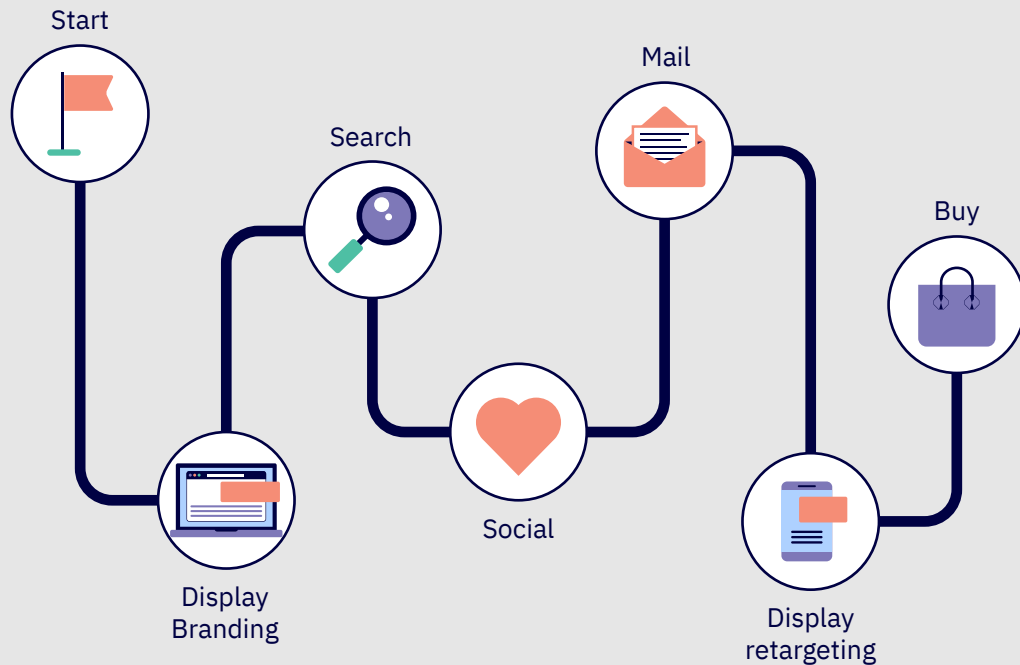 Start
Display
Branding
Search
Social
Mail
Display
retargeting
Buy